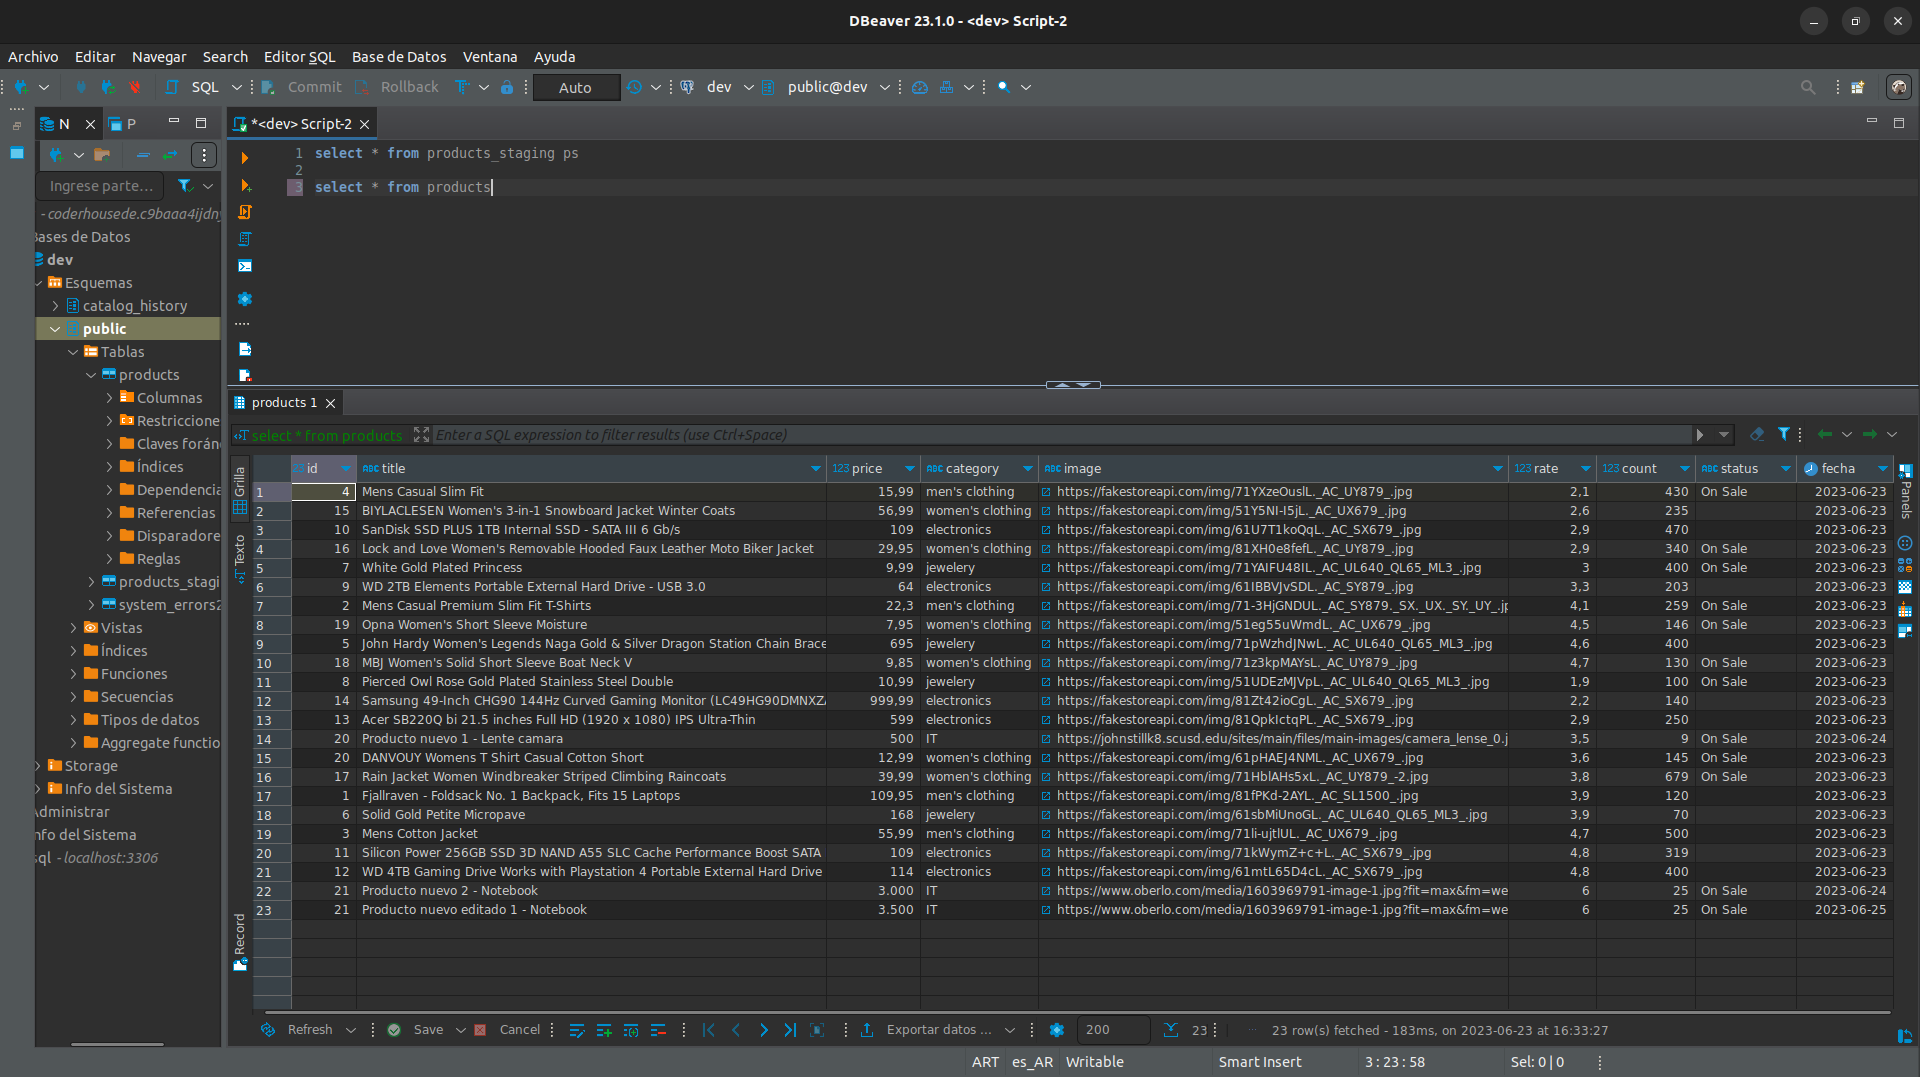 DBeaver 23.1.0 - <dev> Script-2
Archivo Editar Navegar Search Editor SQL Base de Datos Ventana Ayuda
SQL Commit Rollback Auto dev public@dev
N P
*<dev> Script-2
1 select * from products_staging ps
2
3 select * from products
Ingrese parte...
- coderhousede.c9baaa4ijdn
Bases de Datos
dev
Esquemas
catalog_history
public
Tablas
products
Columnas
Restriccione
Claves forán
Índices
Dependencia
Referencias
Disparadore
Reglas
products_stagi
system_errors2
Vistas
Índices
Funciones
Secuencias
Tipos de datos
Aggregate functio
Storage
Info del Sistema
Administrar
Info del Sistema
sql - localhost:3306
products 1
select * from products Enter a SQL expression to filter results (use Ctrl+Space)
Grilla
Texto
Record
Panels
123 id ABC title 123 price ABC category ABC image 123 rate 123 count ABC status fecha
1 4 Mens Casual Slim Fit 15,99 men's clothing https://fakestoreapi.com/img/71YXzeOuslL._AC_UY879_.jpg 2,1 430 On Sale 2023-06-23
2 15 BIYLACLESEN Women's 3-in-1 Snowboard Jacket Winter Coats 56,99 women's clothing https://fakestoreapi.com/img/51Y5NI-I5jL._AC_UX679_.jpg 2,6 235 2023-06-23
3 10 SanDisk SSD PLUS 1TB Internal SSD - SATA III 6 Gb/s 109 electronics https://fakestoreapi.com/img/61U7T1koQqL._AC_SX679_.jpg 2,9 470 2023-06-23
4 16 Lock and Love Women's Removable Hooded Faux Leather Moto Biker Jacket 29,95 women's clothing https://fakestoreapi.com/img/81XH0e8fefL._AC_UY879_.jpg 2,9 340 On Sale 2023-06-23
5 7 White Gold Plated Princess 9,99 jewelery https://fakestoreapi.com/img/71YAIFU48IL._AC_UL640_QL65_ML3_.jpg 3 400 On Sale 2023-06-23
6 9 WD 2TB Elements Portable External Hard Drive - USB 3.0 64 electronics https://fakestoreapi.com/img/61IBBVJvSDL._AC_SY879_.jpg 3,3 203 2023-06-23
7 2 Mens Casual Premium Slim Fit T-Shirts 22,3 men's clothing https://fakestoreapi.com/img/71-3HjGNDUL._AC_SY879._SX._UX._SY._UY_.jp 4,1 259 On Sale 2023-06-23
8 19 Opna Women's Short Sleeve Moisture 7,95 women's clothing https://fakestoreapi.com/img/51eg55uWmdL._AC_UX679_.jpg 4,5 146 On Sale 2023-06-23
9 5 John Hardy Women's Legends Naga Gold & Silver Dragon Station Chain Brace 695 jewelery https://fakestoreapi.com/img/71pWzhdJNwL._AC_UL640_QL65_ML3_.jpg 4,6 400 2023-06-23
10 18 MBJ Women's Solid Short Sleeve Boat Neck V 9,85 women's clothing https://fakestoreapi.com/img/71z3kpMAYsL._AC_UY879_.jpg 4,7 130 On Sale 2023-06-23
11 8 Pierced Owl Rose Gold Plated Stainless Steel Double 10,99 jewelery https://fakestoreapi.com/img/51UDEzMJVpL._AC_UL640_QL65_ML3_.jpg 1,9 100 On Sale 2023-06-23
12 14 Samsung 49-Inch CHG90 144Hz Curved Gaming Monitor (LC49HG90DMNXZ/ 999,99 electronics https://fakestoreapi.com/img/81Zt42ioCgL._AC_SX679_.jpg 2,2 140 2023-06-23
13 13 Acer SB220Q bi 21.5 inches Full HD (1920 x 1080) IPS Ultra-Thin 599 electronics https://fakestoreapi.com/img/81QpkIctqPL._AC_SX679_.jpg 2,9 250 2023-06-23
14 20 Producto nuevo 1 - Lente camara 500 IT https://johnstillk8.scusd.edu/sites/main/files/main-images/camera_lense_0.j 3,5 9 On Sale 2023-06-24
15 20 DANVOUY Womens T Shirt Casual Cotton Short 12,99 women's clothing https://fakestoreapi.com/img/61pHAEJ4NML._AC_UX679_.jpg 3,6 145 On Sale 2023-06-23
16 17 Rain Jacket Women Windbreaker Striped Climbing Raincoats 39,99 women's clothing https://fakestoreapi.com/img/71HblAHs5xL._AC_UY879_-2.jpg 3,8 679 On Sale 2023-06-23
17 1 Fjallraven - Foldsack No. 1 Backpack, Fits 15 Laptops 109,95 men's clothing https://fakestoreapi.com/img/81fPKd-2AYL._AC_SL1500_.jpg 3,9 120 2023-06-23
18 6 Solid Gold Petite Micropave 168 jewelery https://fakestoreapi.com/img/61sbMiUnoGL._AC_UL640_QL65_ML3_.jpg 3,9 70 2023-06-23
19 3 Mens Cotton Jacket 55,99 men's clothing https://fakestoreapi.com/img/71li-ujtlUL._AC_UX679_.jpg 4,7 500 2023-06-23
20 11 Silicon Power 256GB SSD 3D NAND A55 SLC Cache Performance Boost SATA 109 electronics https://fakestoreapi.com/img/71kWymZ+c+L._AC_SX679_.jpg 4,8 319 2023-06-23
21 12 WD 4TB Gaming Drive Works with Playstation 4 Portable External Hard Drive 114 electronics https://fakestoreapi.com/img/61mtL65D4cL._AC_SX679_.jpg 4,8 400 2023-06-23
22 21 Producto nuevo 2 - Notebook 3.000 IT https://www.oberlo.com/media/1603969791-image-1.jpg?fit=max&fm=we 6 25 On Sale 2023-06-24
23 21 Producto nuevo editado 1 - Notebook 3.500 IT https://www.oberlo.com/media/1603969791-image-1.jpg?fit=max&fm=we 6 25 On Sale 2023-06-25
Refresh Save Cancel Exportar datos ... 200 23 23 row(s) fetched - 183ms, on 2023-06-23 at 16:33:27
ART es_AR Writable Smart Insert 3:23:58 Sel: 0 | 0